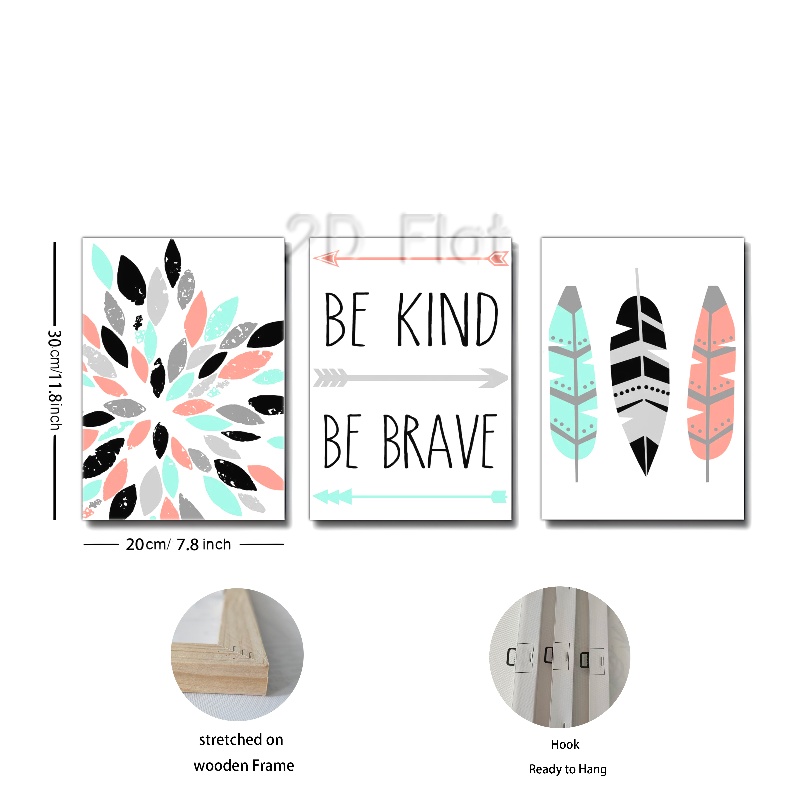 2D Flat
BE KIND
BE BRAVE
30cm/11.8inch
20cm/ 7.8 inch
stretched on
wooden Frame
Hook
Ready to Hang